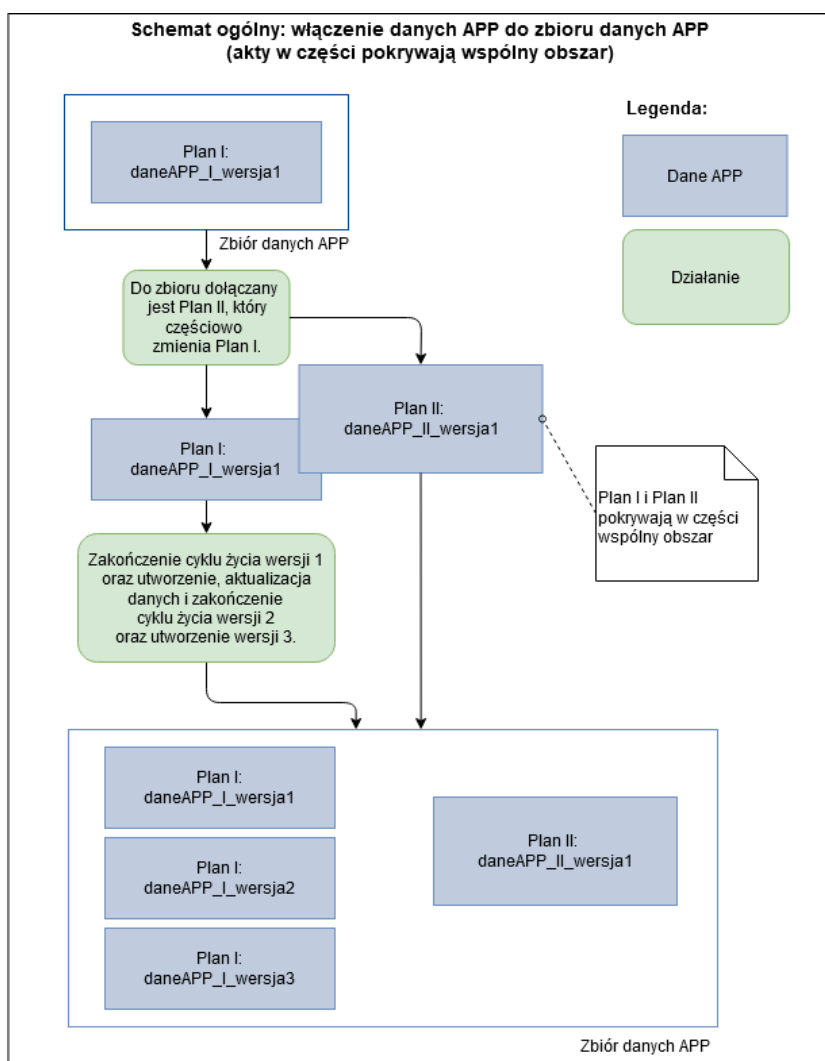 Schemat ogólny: włączenie danych APP do zbioru danych APP
(akty w części pokrywają wspólny obszar)
Legenda:
Plan I:
daneAPP_I_wersja1
Dane APP
Zbiór danych APP
Działanie
Do zbioru dołączany
jest Plan II, który
częściowo
zmienia Plan I.
Plan II:
daneAPP_II_wersja1
Plan I:
daneAPP_I_wersja1
Plan I i Plan II
pokrywają w części
wspólny obszar
Zakończenie cyklu życia wersji 1
oraz utworzenie, aktualizacja
danych i zakończenie
cyklu życia wersji 2
oraz utworzenie wersji 3.
Plan I:
daneAPP_I_wersja1
Plan I:
daneAPP_I_wersja2
Plan I:
daneAPP_I_wersja3
Plan II:
daneAPP_II_wersja1
Zbiór danych APP